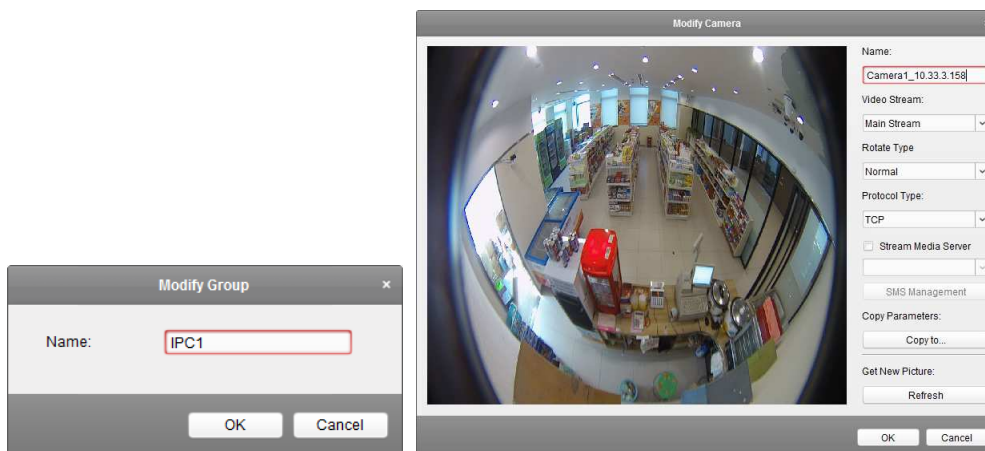 Modify Group
×
Name:
IPC1
OK
Cancel
Modify Camera
Name:
Camera1_10.33.3.158
Video Stream:
Main Stream
Rotate Type
Normal
Protocol Type:
TCP
Stream Media Server
SMS Management
Copy Parameters:
Copy to...
Get New Picture:
Refresh
OK
Cancel